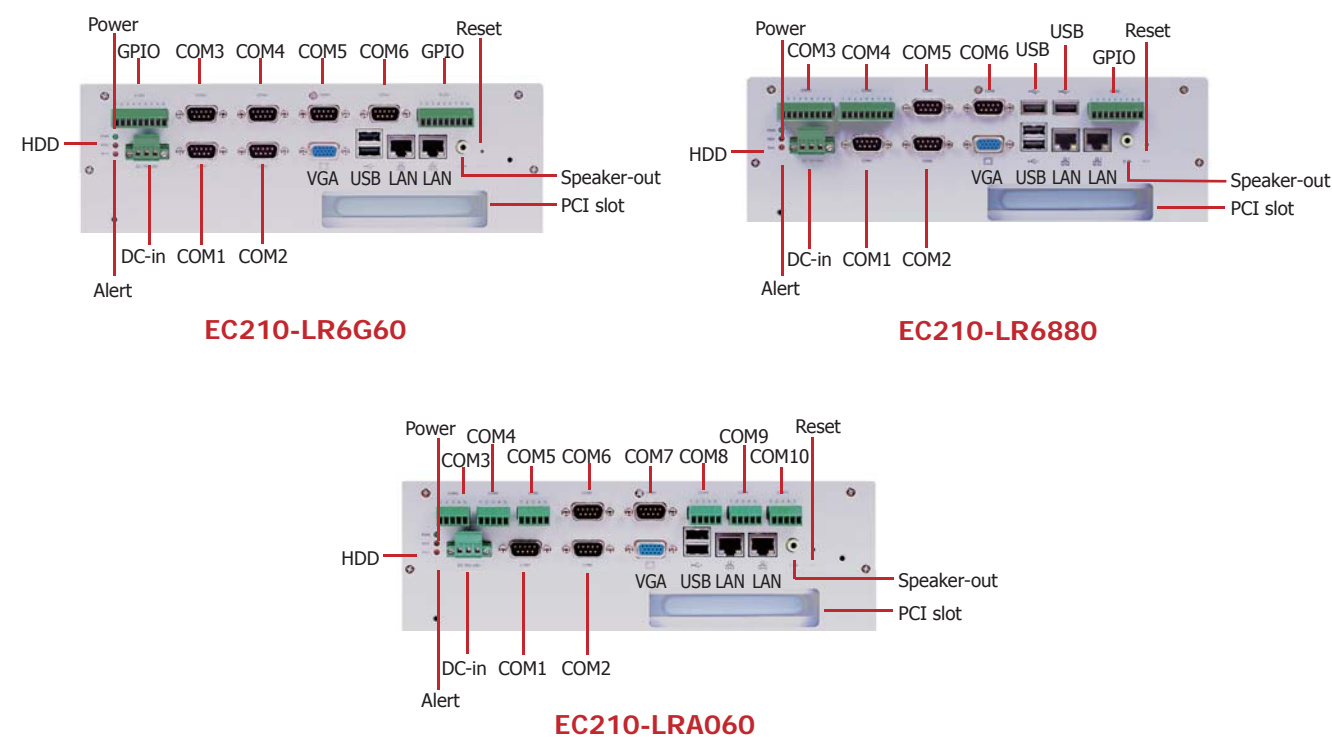 Power
Reset
GPIO COM3 COM4 COM5 COM6 GPIO
HDD
VGA USB LAN LAN
Speaker-out
PCI slot
DC-in COM1 COM2
Alert
EC210-LR6G60
Power
USB
Reset
COM3 COM4 COM5 COM6 USB
GPIO
HDD
VGA USB LAN LAN
Speaker-out
PCI slot
DC-in COM1 COM2
Alert
EC210-LR6880
Power
COM4
COM9
Reset
COM3 COM5 COM6 COM7 COM8 COM10
HDD
VGA USB LAN LAN
Speaker-out
PCI slot
DC-in COM1 COM2
Alert
EC210-LRA060